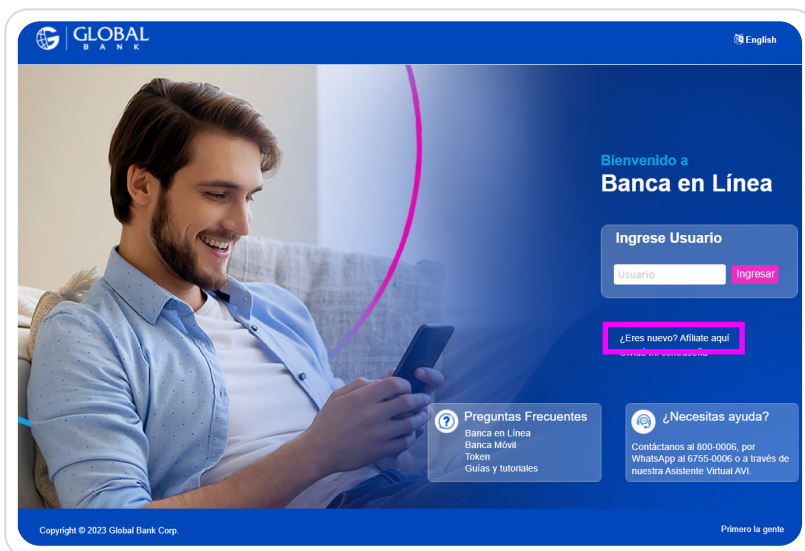 GLOBAL
BANK
English
Bienvenido a
Banca en Línea
Ingrese Usuario
Usuario
Ingresar
¿Eres nuevo? Afíliate aquí
Preguntas Frecuentes
Banca en Línea
Banca Móvil
Token
Guías y tutoriales
¿Necesitas ayuda?
Contáctanos al 800-0006, por
WhatsApp al 6755-0006 o a través de
nuestra Asistente Virtual AVI.
Copyright © 2023 Global Bank Corp.
Primero la gente